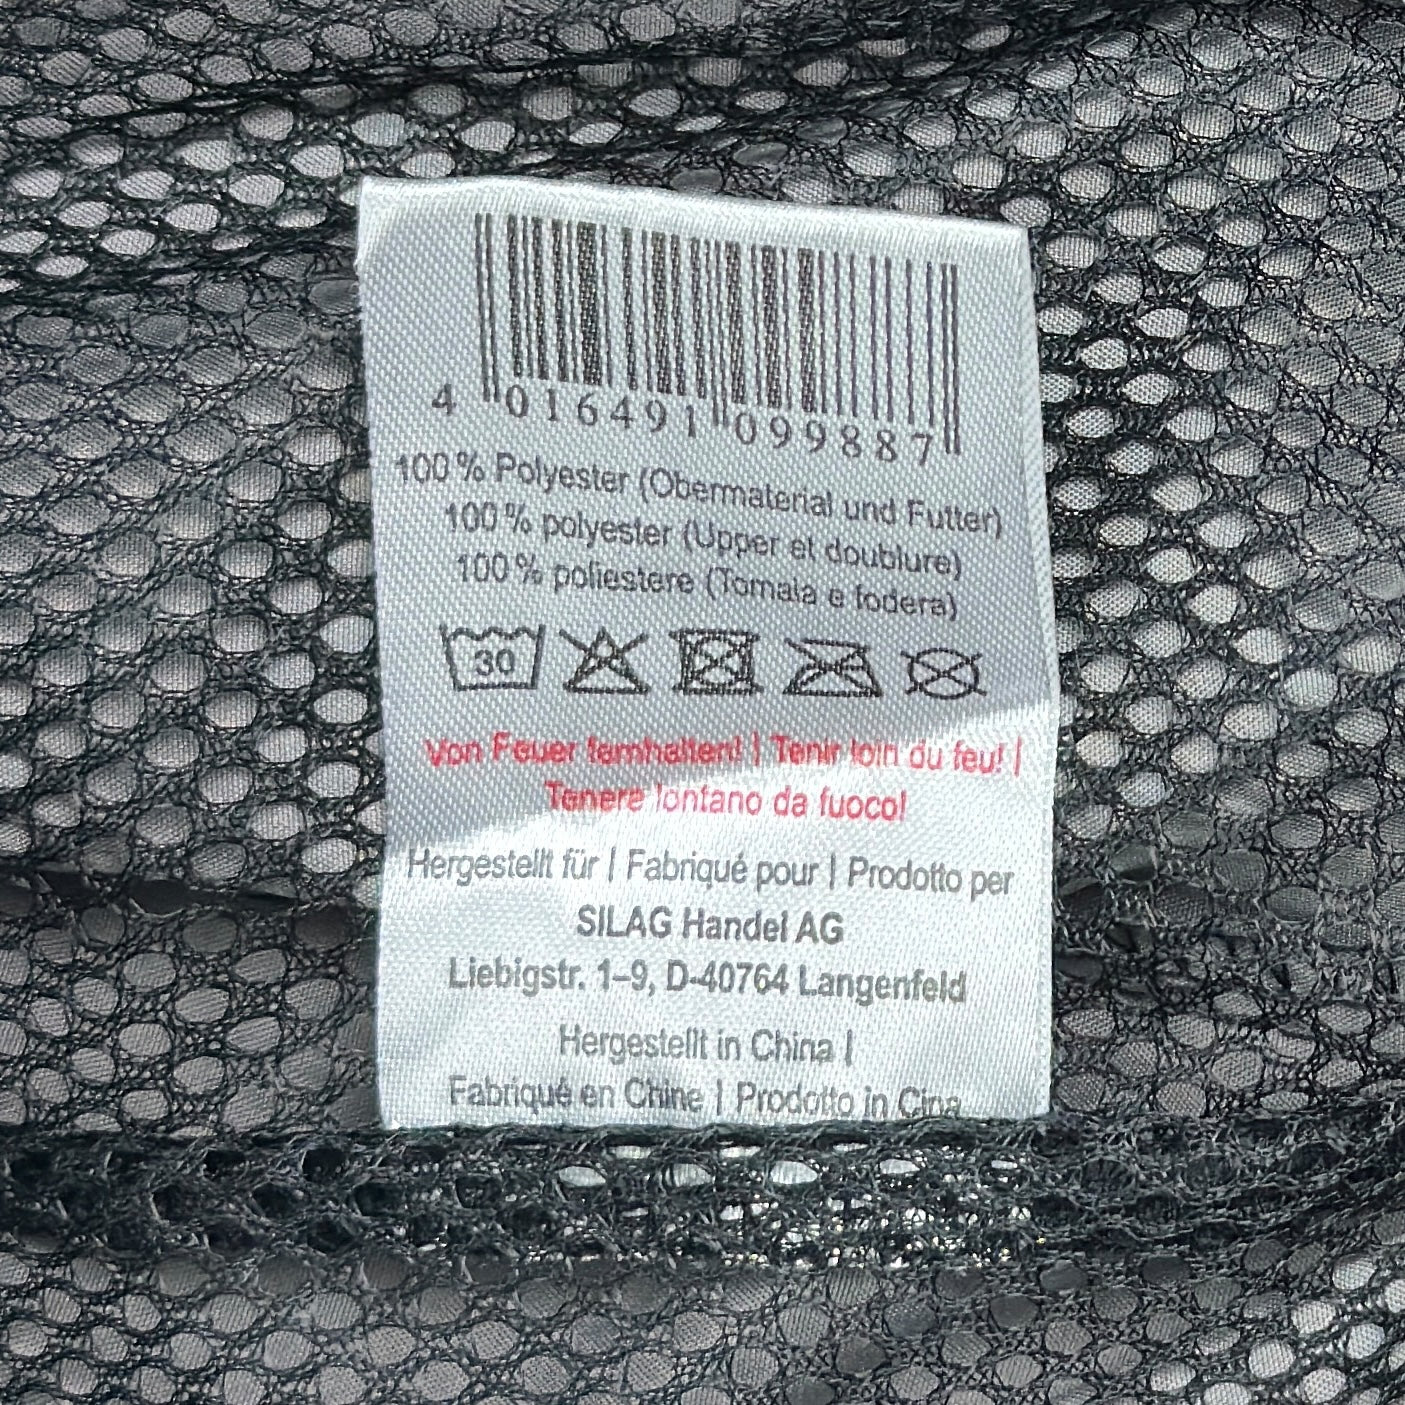 4 016491 099887
100 % Polyester (Obermaterial und Futter)
100 % polyester (Upper et doublure)
100 % poliestere (Tomaia e fodera)
30
Von Feuer fernhalten! | Tenir loin du feu! |
Tenere lontano da fuoco!
Hergestellt für | Fabriqué pour | Prodotto per
SILAG Handel AG
Liebigstr. 1–9, D-40764 Langenfeld
Hergestellt in China |
Fabriqué en Chine | Prodotto in Cina